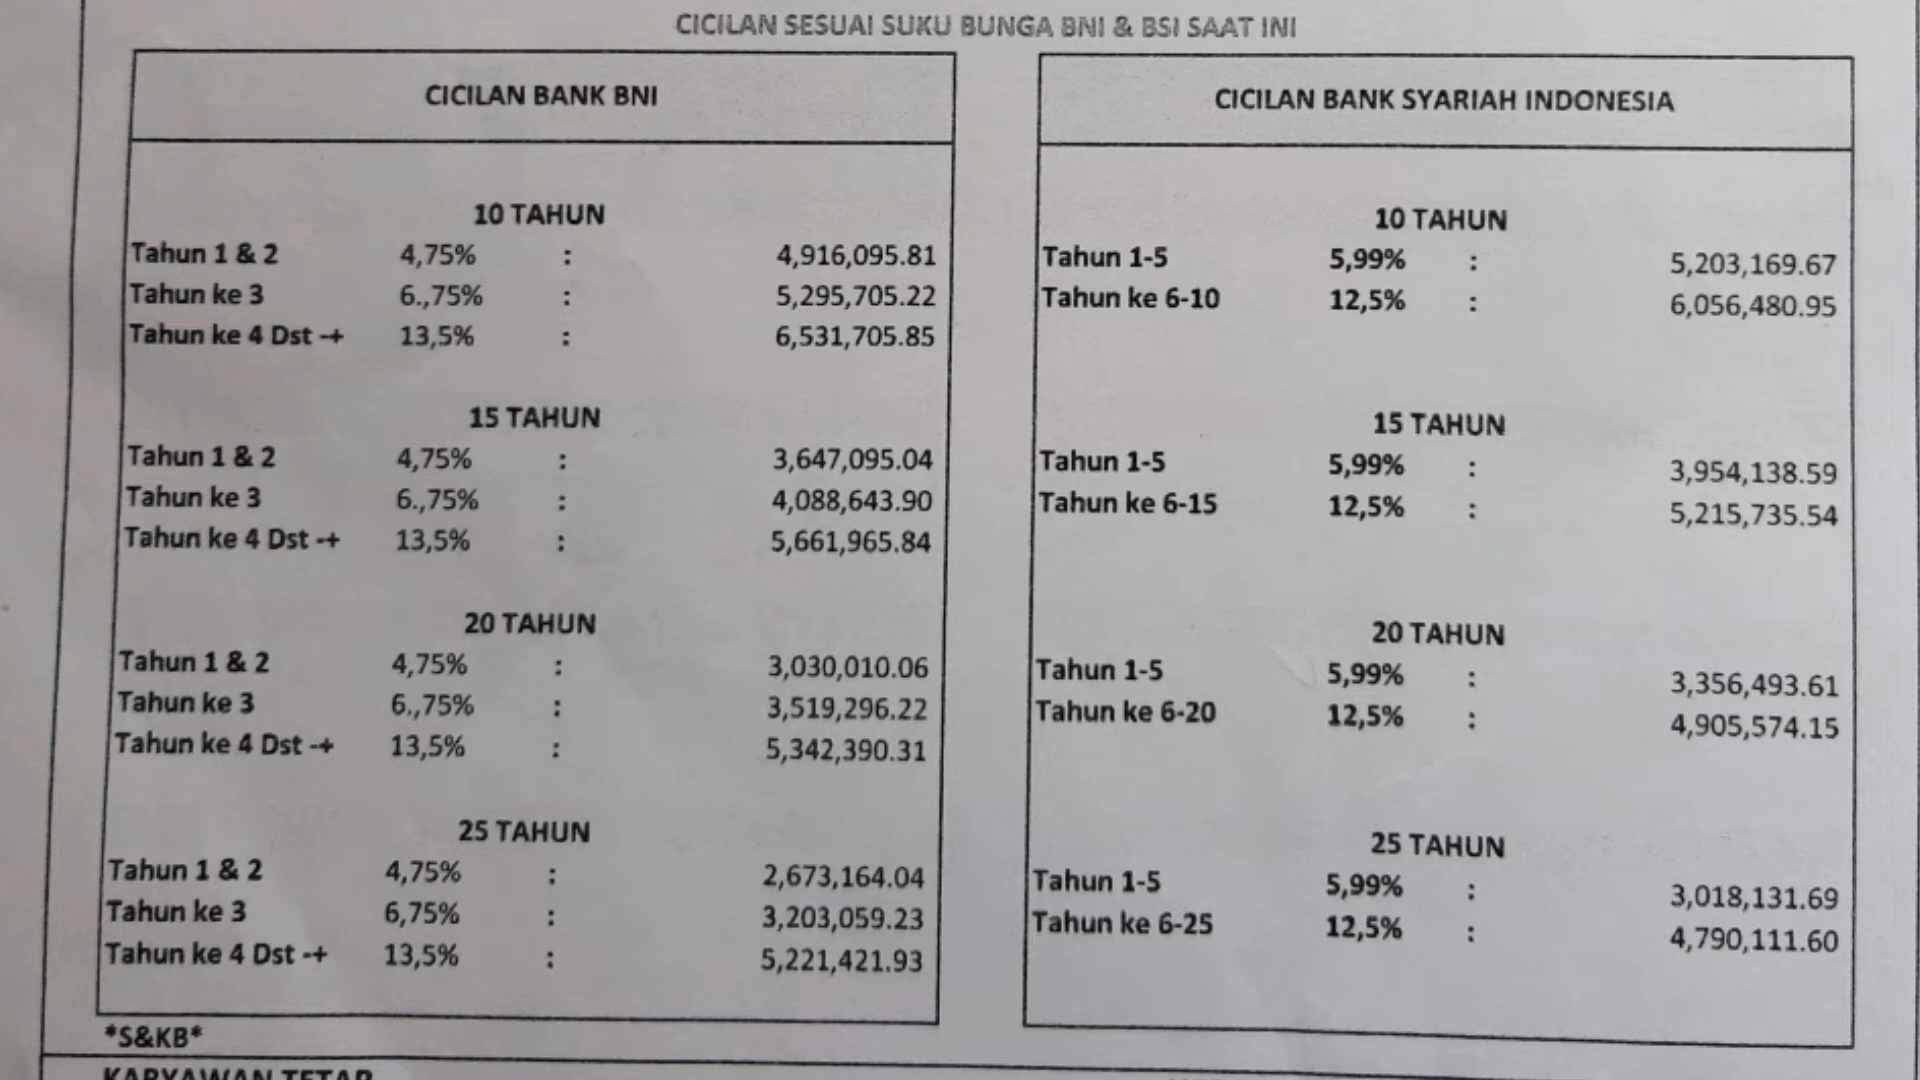 CICILAN SESUAI SUKU BUNGA BNI & BSI SAAT INI
CICILAN BANK BNI
10 TAHUN
Tahun 1 & 2 4,75% : 4,916,095.81
Tahun ke 3 6.,75% : 5,295,705.22
Tahun ke 4 Dst -+ 13,5% : 6,531,705.85
15 TAHUN
Tahun 1 & 2 4,75% : 3,647,095.04
Tahun ke 3 6.,75% : 4,088,643.90
Tahun ke 4 Dst -+ 13,5% : 5,661,965.84
20 TAHUN
Tahun 1 & 2 4,75% : 3,030,010.06
Tahun ke 3 6.,75% : 3,519,296.22
Tahun ke 4 Dst -+ 13,5% : 5,342,390.31
25 TAHUN
Tahun 1 & 2 4,75% : 2,673,164.04
Tahun ke 3 6,75% : 3,203,059.23
Tahun ke 4 Dst -+ 13,5% : 5,221,421.93
CICILAN BANK SYARIAH INDONESIA
10 TAHUN
Tahun 1-5 5,99% : 5,203,169.67
Tahun ke 6-10 12,5% : 6,056,480.95
15 TAHUN
Tahun 1-5 5,99% : 3,954,138.59
Tahun ke 6-15 12,5% : 5,215,735.54
20 TAHUN
Tahun 1-5 5,99% : 3,356,493.61
Tahun ke 6-20 12,5% : 4,905,574.15
25 TAHUN
Tahun 1-5 5,99% : 3,018,131.69
Tahun ke 6-25 12,5% : 4,790,111.60
*S&KB*
KARYAWAN TETAP